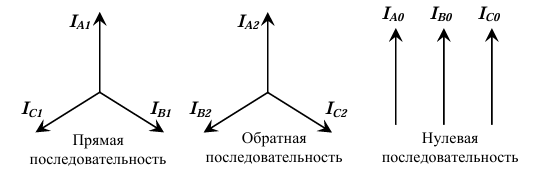 I_A1 I_A2 I_A0 I_B0 I_C0
I_C1 I_B1 I_B2 I_C2
Прямая последовательность
Обратная последовательность
Нулевая последовательность